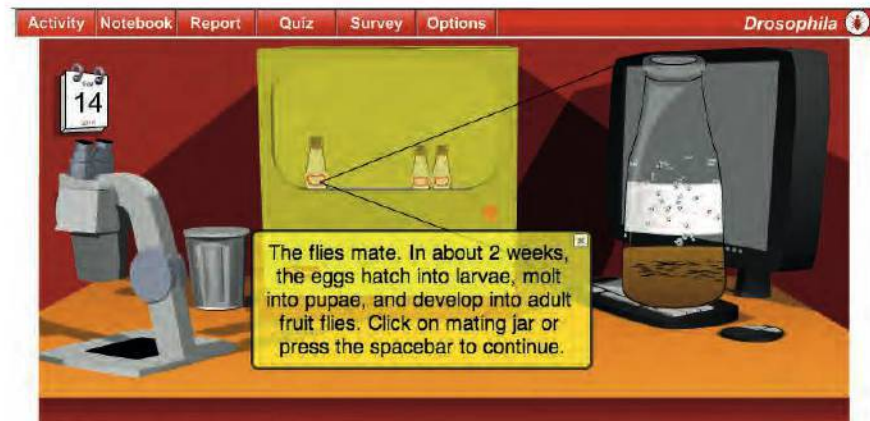 Activity Notebook Report Quiz Survey Options Drosophila
14
The flies mate. In about 2 weeks,
the eggs hatch into larvae, molt
into pupae, and develop into adult
fruit flies. Click on mating jar or
press the spacebar to continue.